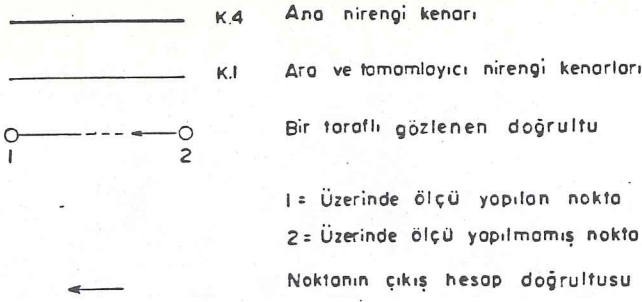 K.4 Ana nirengi kenarı
K.1 Ara ve tamamlayıcı nirengi kenarları
1 2 Bir taraflı gözlenen doğrultu
1 = Üzerinde ölçü yapılan nokta
2 = Üzerinde ölçü yapılmamış nokta
Noktanın çıkış hesap doğrultusu